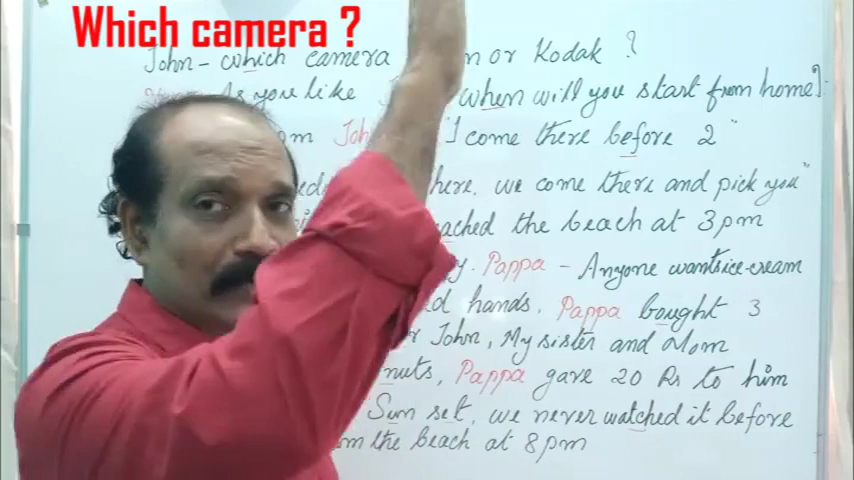 Which camera ?
John - which camera n or Kodak ?
As you like when will you start from home?
om John "I come there before 2"
here. we come there and pick you"
reached the beach at 3pm
y. Pappa - Anyone wants ice-cream
d hands. Pappa bought 3
r John, My sister and Mom
nuts, Pappa gave 20 Rs to him
Sun set, we never watched it before
m the beach at 8pm